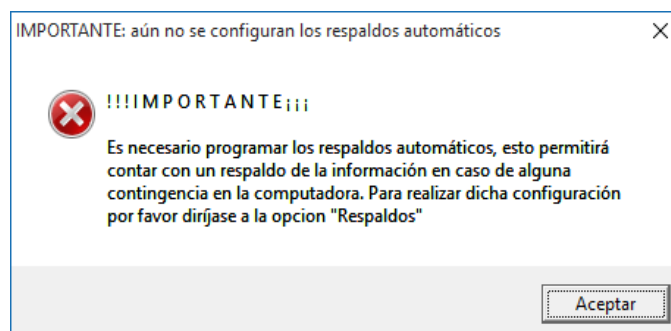 IMPORTANTE: aún no se configuran los respaldos automáticos
!!!I M P O R T A N T E¡¡¡
Es necesario programar los respaldos automáticos, esto permitirá
contar con un respaldo de la información en caso de alguna
contingencia en la computadora. Para realizar dicha configuración
por favor diríjase a la opcion "Respaldos"
Aceptar